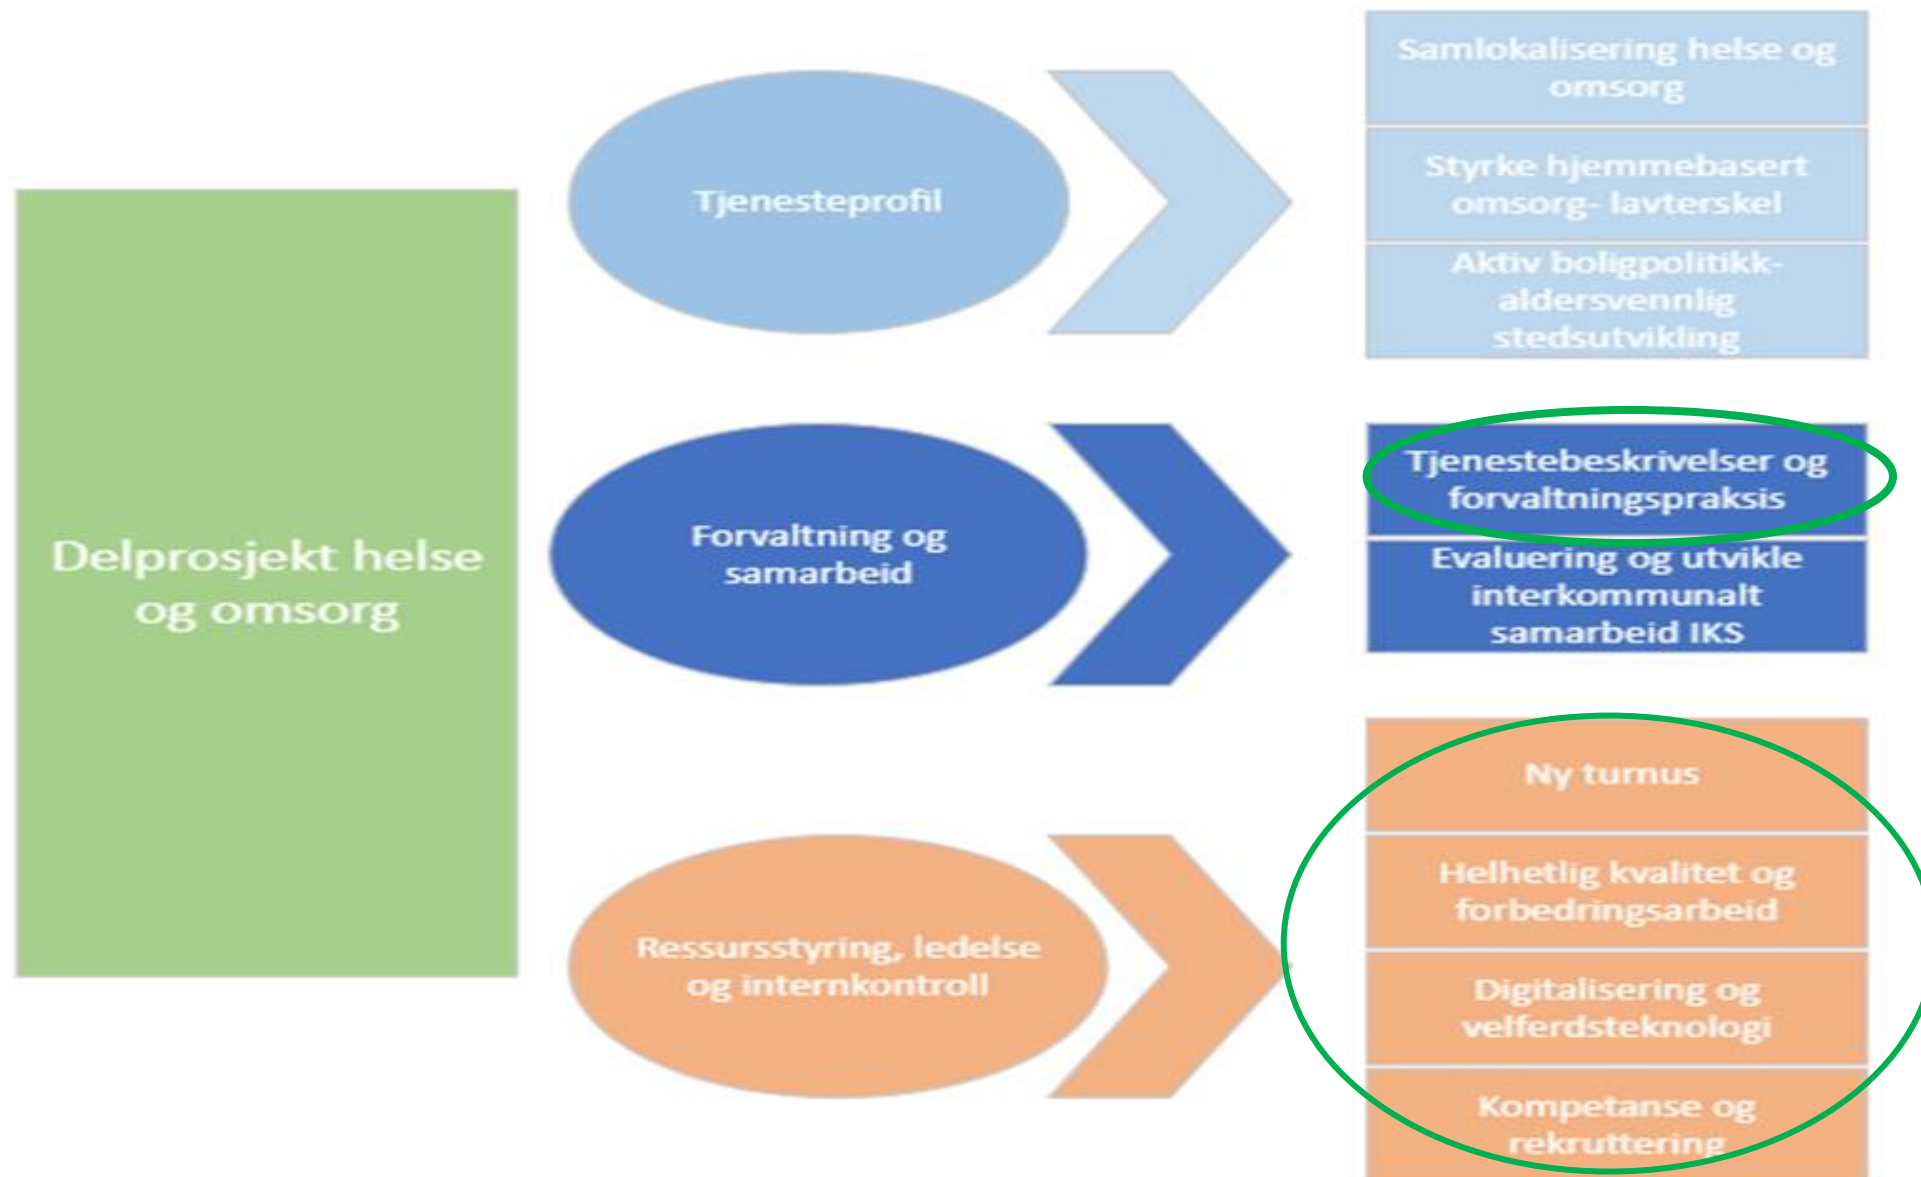 Delprosjekt helse
og omsorg
Tjenesteprofil
Samlokalisering helse og
omsorg
Styrke hjemmebasert
omsorg- lavterskel
Aktiv boligpolitikk-
aldersvennlig
stedsutvikling
Forvaltning og
samarbeid
Tjenestebeskrivelser og
forvaltningspraksis
Evaluering og utvikle
interkommunalt
samarbeid IKS
Ressursstyring, ledelse
og internkontroll
Ny turnus
Helhetlig kvalitet og
forbedringsarbeid
Digitalisering og
velferdsteknologi
Kompetanse og
rekruttering